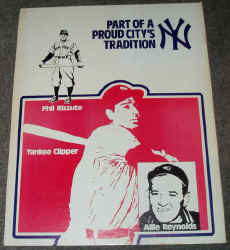 PART OF A
PROUD CITY'S
TRADITION
NY
Phil Rizzuto
Yankee Clipper
Allie Reynolds